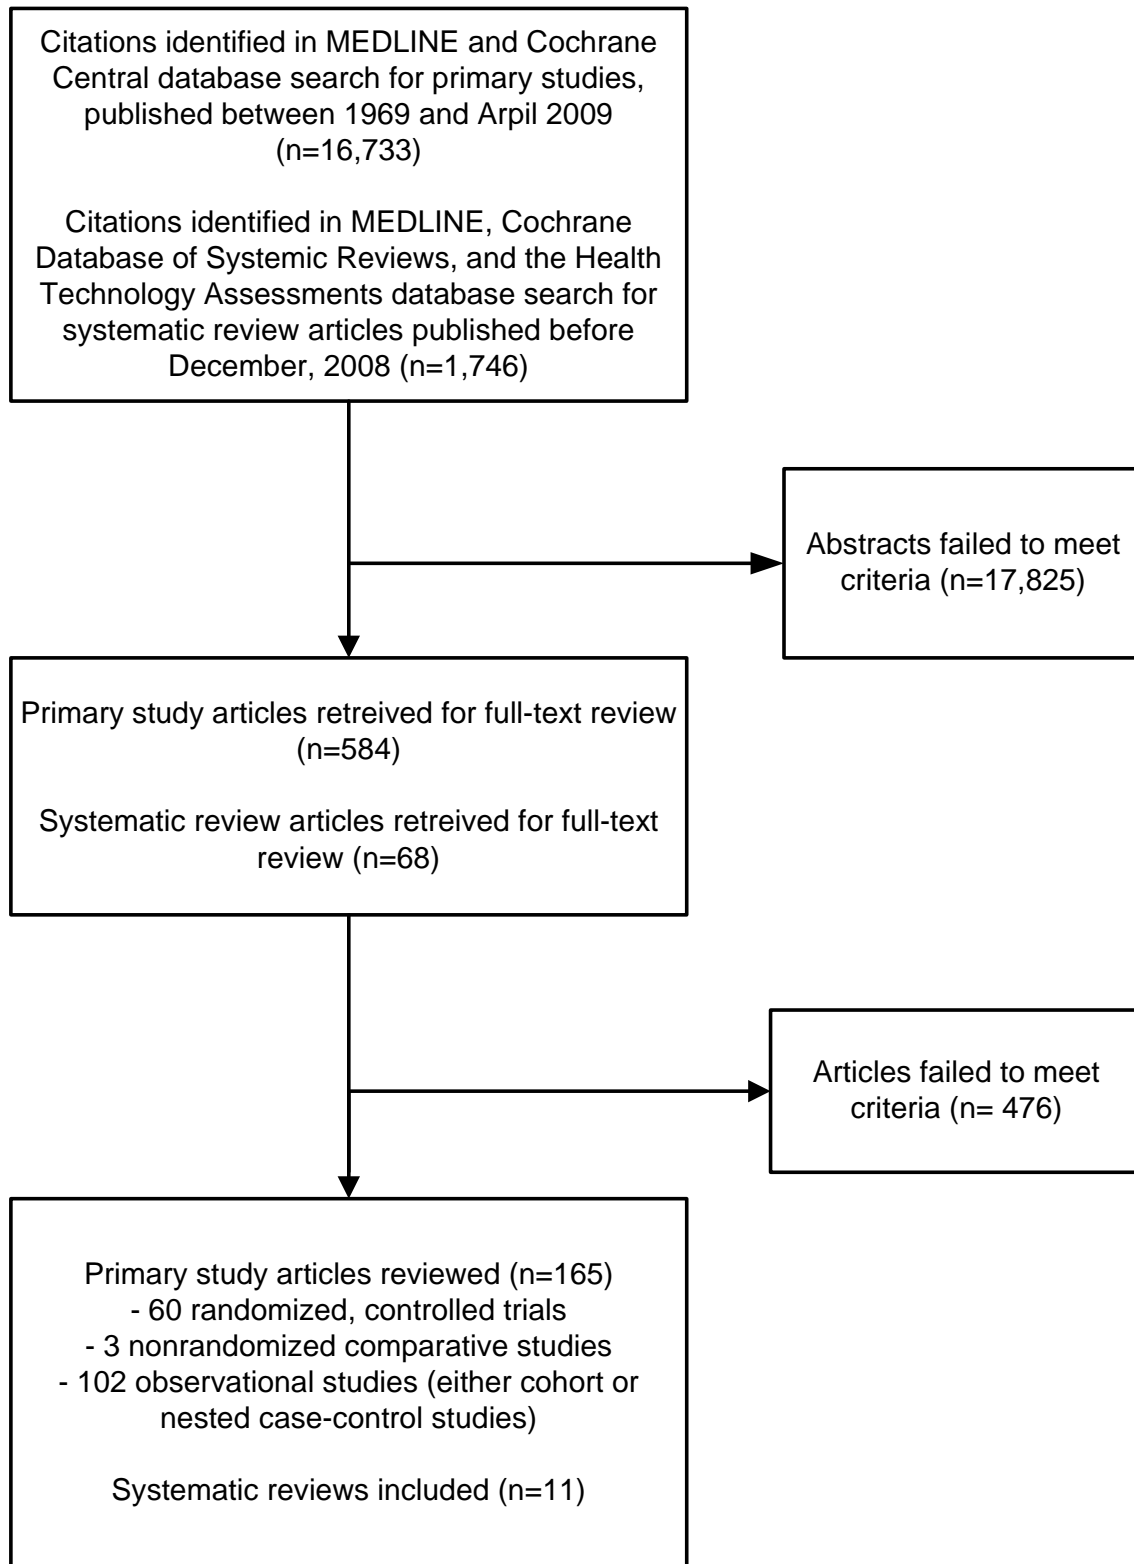 Citations identified in MEDLINE and Cochrane
Central database search for primary studies,
published between 1969 and Arpil 2009
(n=16,733)
Citations identified in MEDLINE, Cochrane
Database of Systemic Reviews, and the Health
Technology Assessments database search for
systematic review articles published before
December, 2008 (n=1,746)
Abstracts failed to meet
criteria (n=17,825)
Primary study articles retreived for full-text review
(n=584)
Systematic review articles retreived for full-text
review (n=68)
Articles failed to meet
criteria (n= 476)
Primary study articles reviewed (n=165)
- 60 randomized, controlled trials
- 3 nonrandomized comparative studies
- 102 observational studies (either cohort or
nested case-control studies)
Systematic reviews included (n=11)